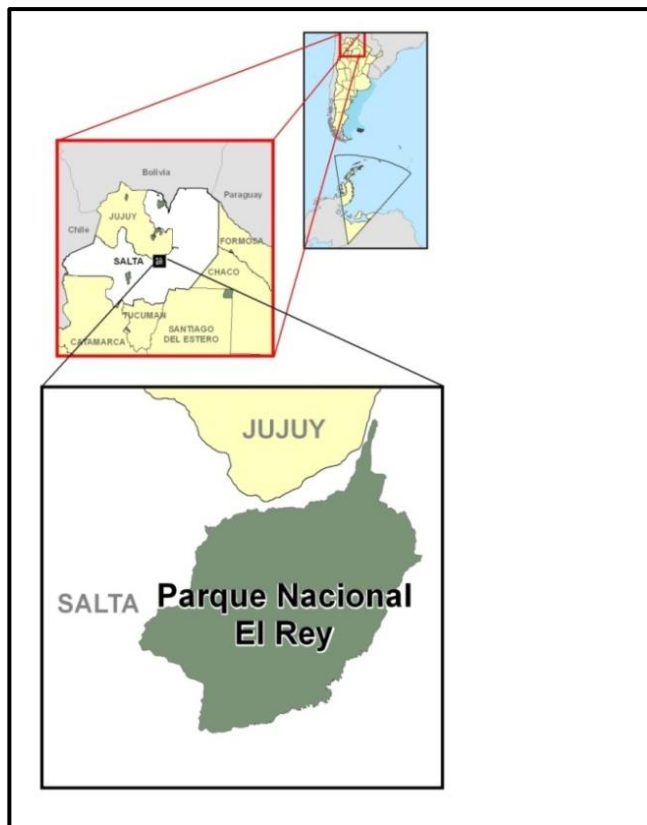 Bolivia
Paraguay
JUJUY
Chile
FORMOSA
SALTA
CHACO
TUCUMAN
SANTIAGO
DEL ESTERO
CATAMARCA
JUJUY
SALTA
Parque Nacional
El Rey